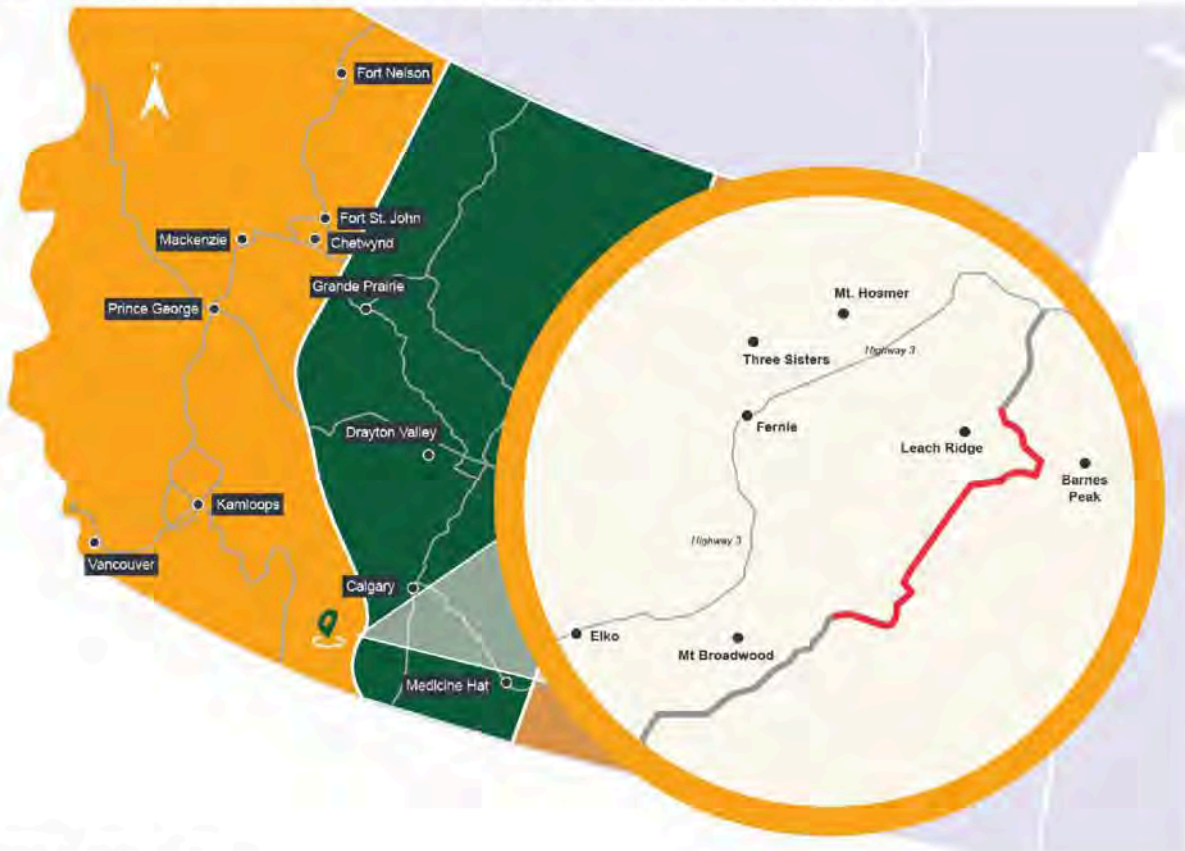 Fort Nelson
Fort St. John
Mackenzie
Chetwynd
Grande Prairie
Prince George
Drayton Valley
Kamloops
Vancouver
Calgary
Medicine Hat
Mt. Hosmer
Three Sisters
Highway 3
Fernie
Leach Ridge
Barnes
Peak
Highway 3
Elko
Mt Broadwood